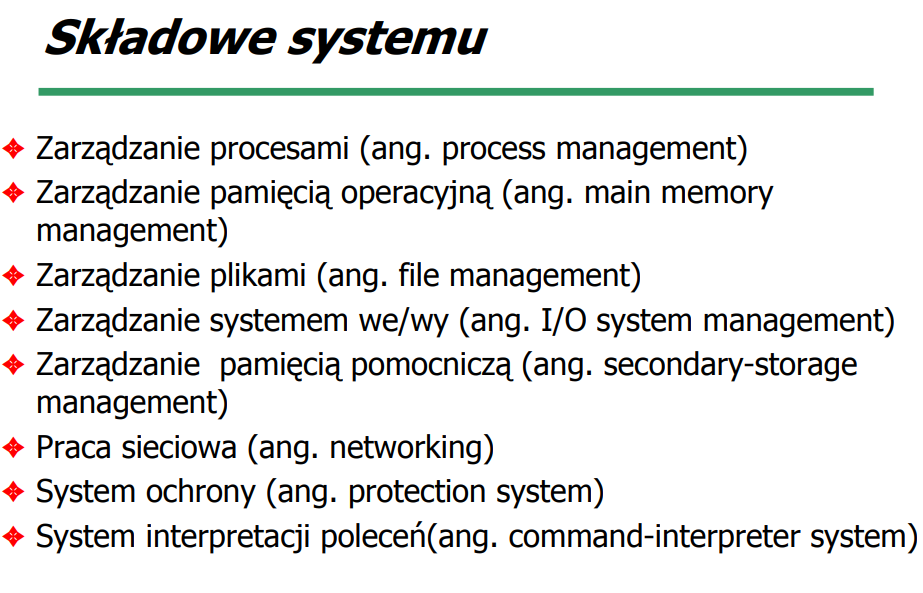 Składowe systemu
Zarządzanie procesami (ang. process management)
Zarządzanie pamięcią operacyjną (ang. main memory
management)
Zarządzanie plikami (ang. file management)
Zarządzanie systemem we/wy (ang. I/O system management)
Zarządzanie  pamięcią pomocniczą (ang. secondary-storage
management)
Praca sieciowa (ang. networking)
System ochrony (ang. protection system)
System interpretacji poleceń(ang. command-interpreter system)